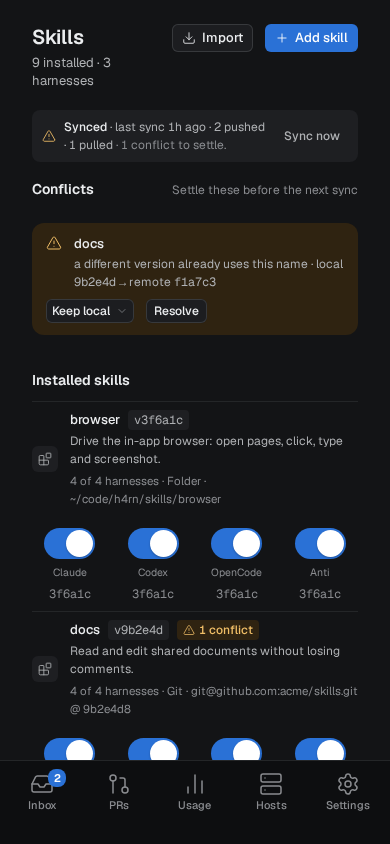 Skills
Import
Add skill
9 installed · 3
harnesses
Synced · last sync 1h ago · 2 pushed
· 1 pulled · 1 conflict to settle.
Sync now
Conflicts
Settle these before the next sync
docs
a different version already uses this name · local
9b2e4d→remote f1a7c3
Keep local
Resolve
Installed skills
browser v3f6a1c
Drive the in-app browser: open pages, click, type
and screenshot.
4 of 4 harnesses · Folder ·
~/code/h4rn/skills/browser
Claude Codex OpenCode Anti
3f6a1c 3f6a1c 3f6a1c 3f6a1c
docs v9b2e4d 1 conflict
Read and edit shared documents without losing
comments.
4 of 4 harnesses · Git · git@github.com:acme/skills.git
@ 9b2e4d8
2
Inbox PRs Usage Hosts Settings